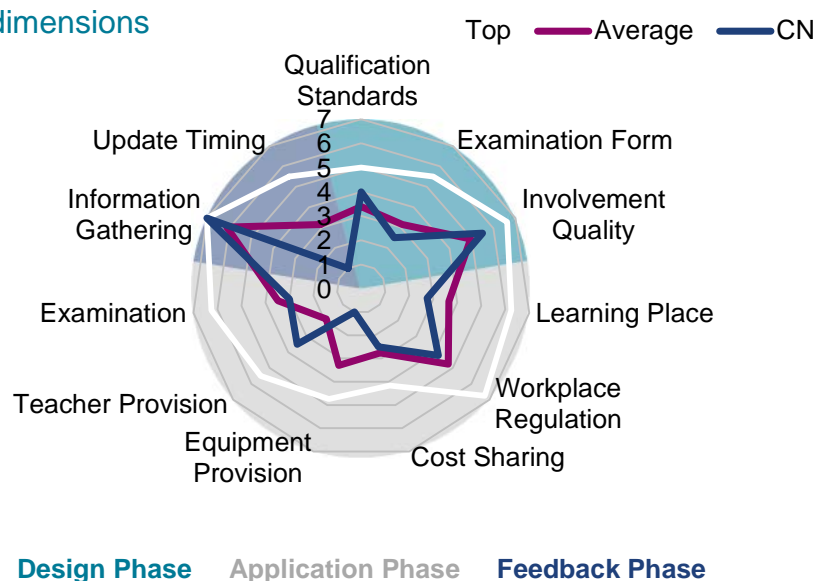 dimensions
Top Average CN
Qualification
Standards
Examination Form
Involvement
Quality
Learning Place
Workplace
Regulation
Cost Sharing
Equipment
Provision
Teacher Provision
Examination
Information
Gathering
Update Timing
7
6
5
4
3
2
1
0
Design Phase Application Phase Feedback Phase